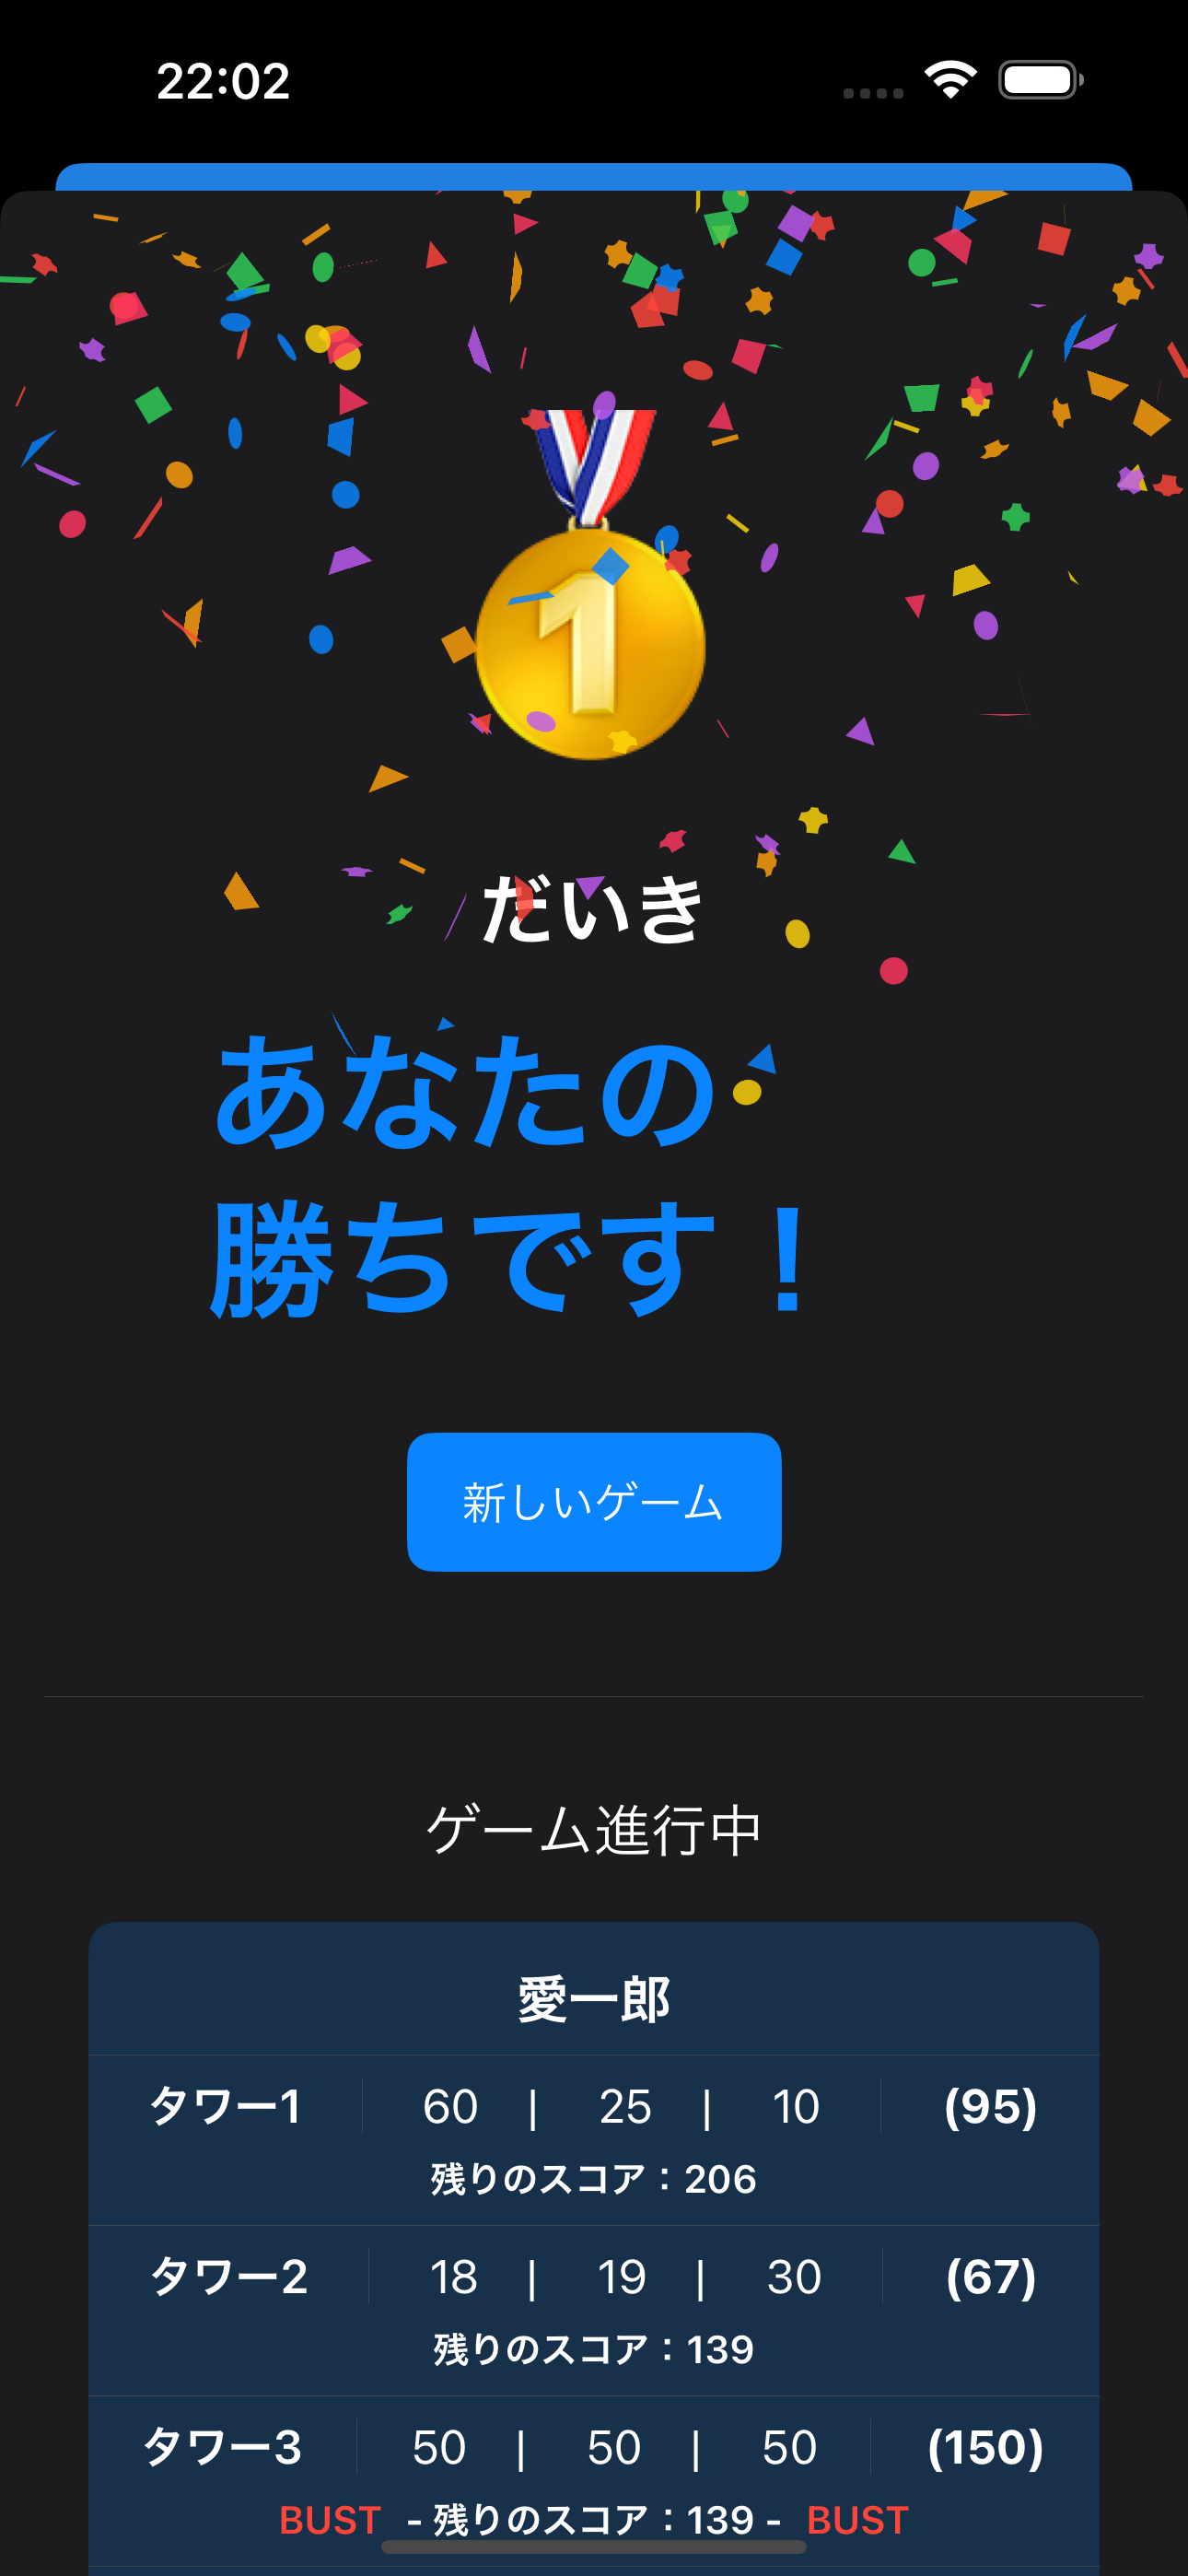 22:02
1
だいき
あなたの
勝ちです！
新しいゲーム
ゲーム進行中
愛一郎
タワー1 60 | 25 | 10 (95)
残りのスコア：206
タワー2 18 | 19 | 30 (67)
残りのスコア：139
タワー3 50 | 50 | 50 (150)
BUST - 残りのスコア：139 - BUST